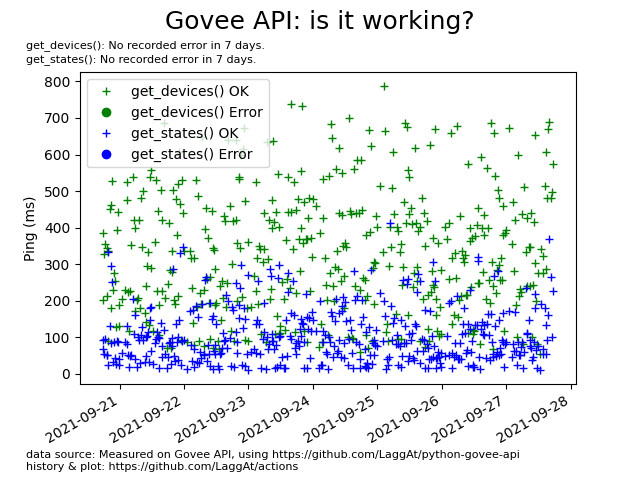 Govee API: is it working?
get_devices(): No recorded error in 7 days.
get_states(): No recorded error in 7 days.
get_devices() OK
get_devices() Error
get_states() OK
get_states() Error
Ping (ms)
800
700
600
500
400
300
200
100
0
2021-09-21
2021-09-22
2021-09-23
2021-09-24
2021-09-25
2021-09-26
2021-09-27
2021-09-28
data source: Measured on Govee API, using https://github.com/LaggAt/python-govee-api
history & plot: https://github.com/LaggAt/actions